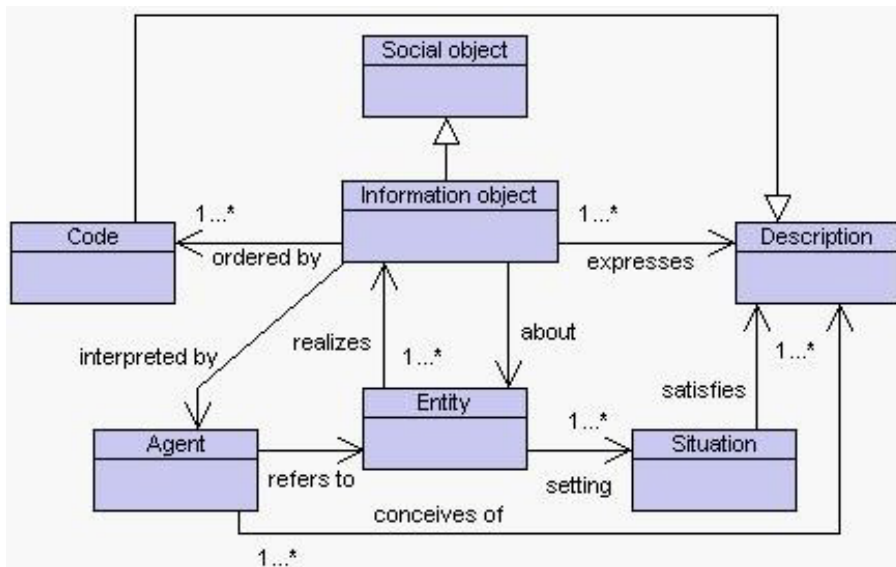 Social object
Information object
1...*
1...*
Code
Description
ordered by
expresses
interpreted by
realizes
about
1...*
1...*
satisfies
Entity
1...*
Agent
Situation
refers to
setting
conceives of
1...*